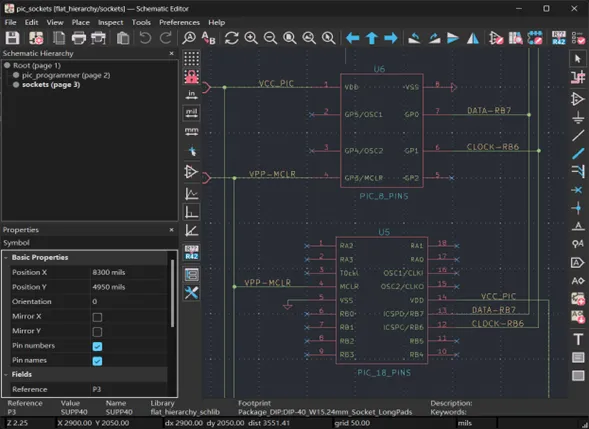 pic_sockets [flat_hierarchy/sockets] — Schematic Editor
File Edit View Place Inspect Tools Preferences Help
Schematic Hierarchy
Root (page 1)
pic_programmer (page 2)
sockets (page 3)
Properties
Symbol
Basic Properties
Position X 8300 mils
Position Y 4950 mils
Orientation 0
Mirror X
Mirror Y
Pin numbers
Pin names
Fields
Reference P3
in
mil
mm
R??
R42
R??
R42
U6
VCC_PIC 1 VDD VSS 8
2 GP5/OSC1 GP0 7 DATA-RB7
3 GP4/OSC2 GP1 6 CLOCK-RB6
VPP-MCLR 4 GP3/MCLR GP2 5
PIC_8_PINS
U5
1 RA2 RA1 18
2 RA3 RA0 17
3 T0ckl OSC1/CLKI 16
VPP-MCLR 4 MCLR OSC2/CLKO 15
5 VSS VDD 14 VCC_PIC
6 RB0 ICSPD/RB7 13 DATA-RB7
7 RB1 ICSPC/RB6 12 CLOCK-RB6
8 RB2 RB5 11
9 RB3 RB4 10
PIC_18_PINS
Reference Value Name Library Footprint Description:
P3 SUPP40 SUPP40 flat_hierarchy_schlib Package_DIP:DIP-40_W15.24mm_Socket_LongPads Keywords:
Z 2.25 X 2900.00 Y 2050.00 dx 2900.00 dy 2050.00 dist 3551.41 grid 50.00 mils